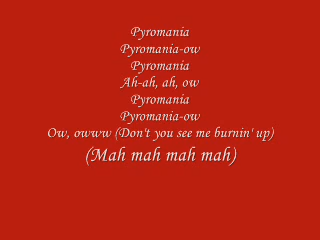 Pyromania
Pyromania-ow
Pyromania
Ah-ah, ah, ow
Pyromania
Pyromania-ow
Ow, owww (Don't you see me burnin' up)
(Mah mah mah mah)